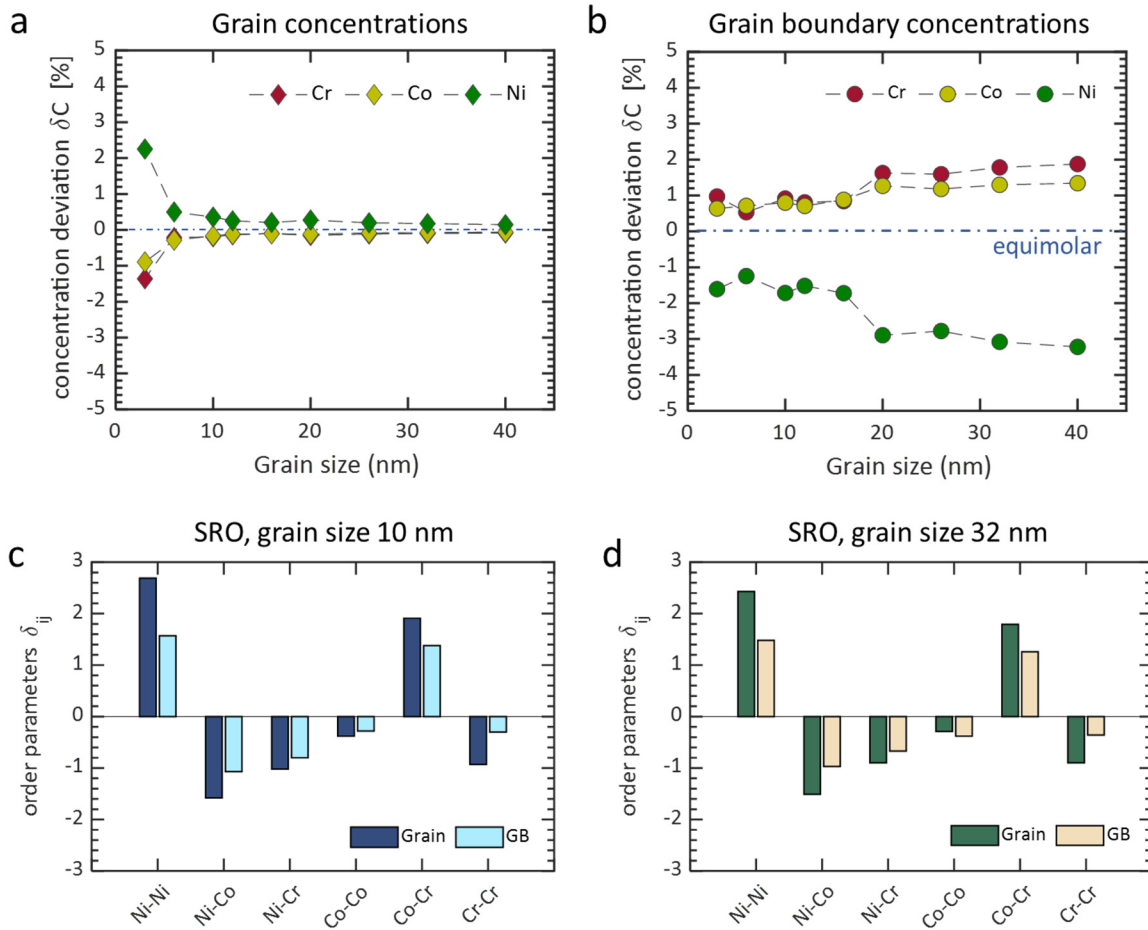 a
Grain concentrations
concentration deviation δC [%]
5
4
3
2
1
0
-1
-2
-3
-4
-5
Cr
Co
Ni
0
10
20
30
40
Grain size (nm)
b
Grain boundary concentrations
concentration deviation δC [%]
5
4
3
2
1
0
-1
-2
-3
-4
-5
Cr
Co
Ni
equimolar
0
10
20
30
40
Grain size (nm)
c
SRO, grain size 10 nm
order parameters δij
3
2
1
0
-1
-2
-3
Grain
GB
Ni-Ni
Ni-Co
Ni-Cr
Co-Co
Co-Cr
Cr-Cr
d
SRO, grain size 32 nm
order parameters δij
3
2
1
0
-1
-2
-3
Grain
GB
Ni-Ni
Ni-Co
Ni-Cr
Co-Co
Co-Cr
Cr-Cr